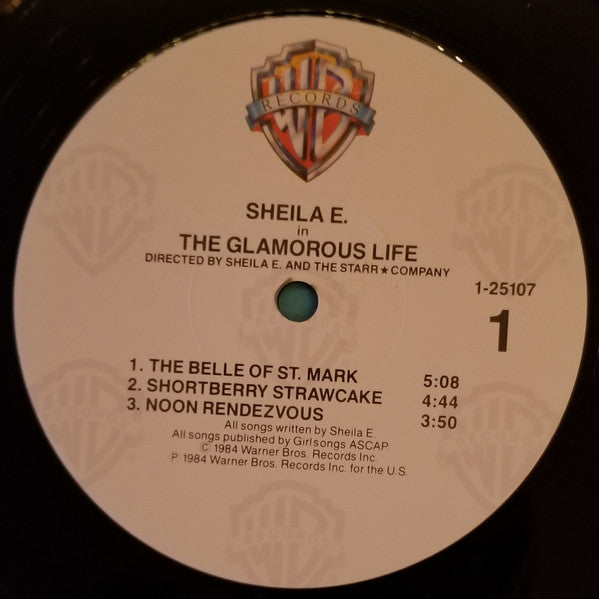 RECORDS
SHEILA E.
in
THE GLAMOROUS LIFE
DIRECTED BY SHEILA E. AND THE STARR★COMPANY
1-25107
1
1. THE BELLE OF ST. MARK 5:08
2. SHORTBERRY STRAWCAKE 4:44
3. NOON RENDEZVOUS 3:50
All songs written by Sheila E.
All songs published by Girlsongs ASCAP.
© 1984 Warner Bros. Records Inc.
℗ 1984 Warner Bros. Records Inc. for the U.S.